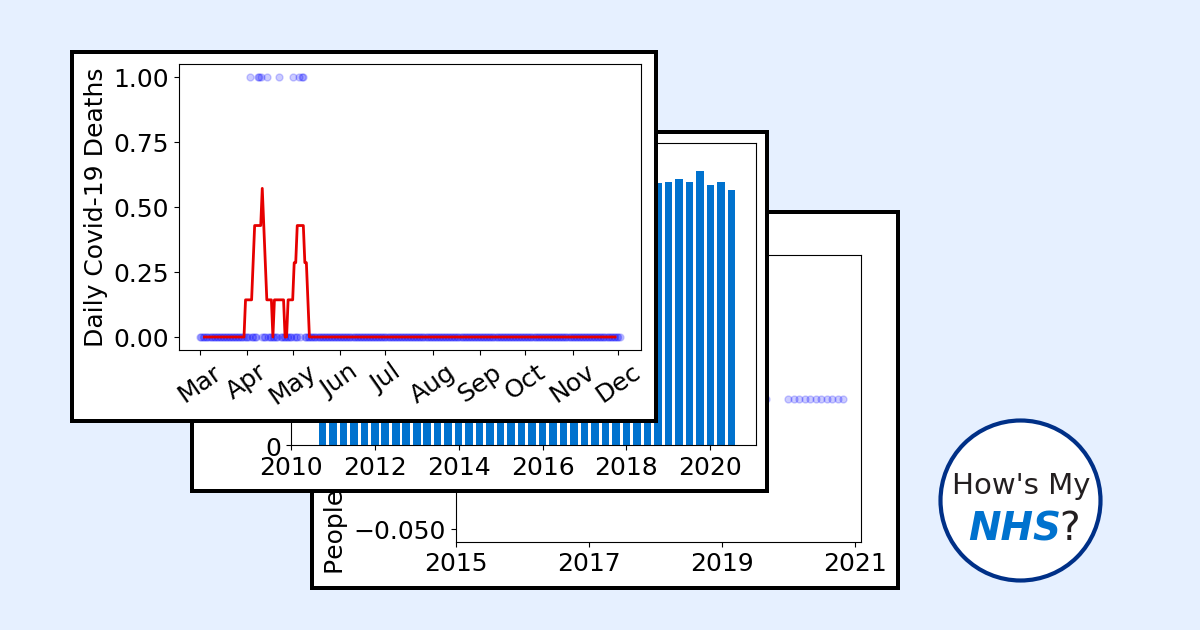 Daily Covid-19 Deaths
1.00
0.75
0.50
0.25
0.00
Mar Apr May Jun Jul Aug Sep Oct Nov Dec
0
2010 2012 2014 2016 2018 2020
People
−0.050
2015 2017 2019 2021
How's My
NHS?